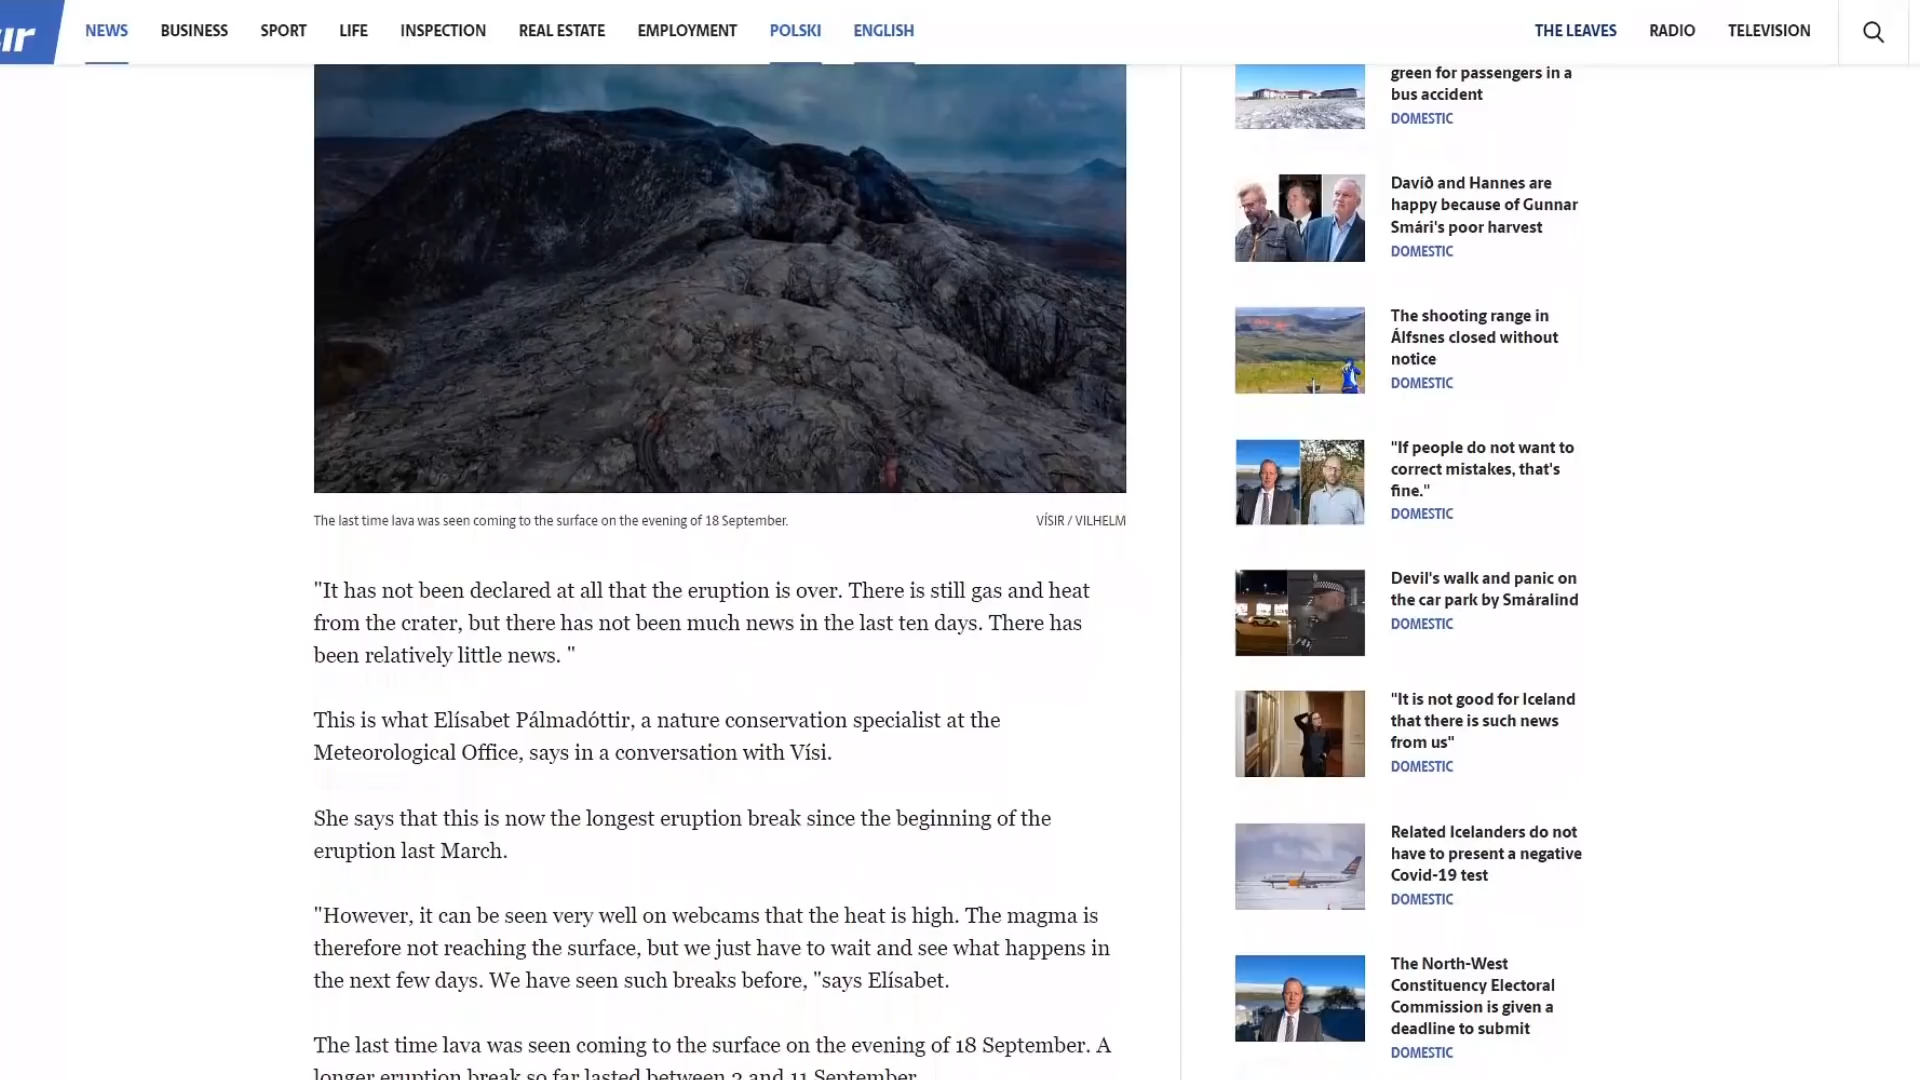 sır
NEWS
BUSINESS
SPORT
LIFE
INSPECTION
REAL ESTATE
EMPLOYMENT
POLSKI
ENGLISH
THE LEAVES
RADIO
TELEVISION
The last time lava was seen coming to the surface on the evening of 18 September.
VÍSIR / VILHELM
"It has not been declared at all that the eruption is over. There is still gas and heat
from the crater, but there has not been much news in the last ten days. There has
been relatively little news. "
This is what Elísabet Pálmadóttir, a nature conservation specialist at the
Meteorological Office, says in a conversation with Vísi.
She says that this is now the longest eruption break since the beginning of the
eruption last March.
"However, it can be seen very well on webcams that the heat is high. The magma is
therefore not reaching the surface, but we just have to wait and see what happens in
the next few days. We have seen such breaks before, "says Elísabet.
The last time lava was seen coming to the surface on the evening of 18 September. A
longer eruption break so far lasted between 2 and 11 September.
green for passengers in a
bus accident
DOMESTIC
Davíð and Hannes are
happy because of Gunnar
Smári's poor harvest
DOMESTIC
The shooting range in
Álfsnes closed without
notice
DOMESTIC
"If people do not want to
correct mistakes, that's
fine."
DOMESTIC
Devil's walk and panic on
the car park by Smáralind
DOMESTIC
"It is not good for Iceland
that there is such news
from us"
DOMESTIC
Related Icelanders do not
have to present a negative
Covid-19 test
DOMESTIC
The North-West
Constituency Electoral
Commission is given a
deadline to submit
DOMESTIC